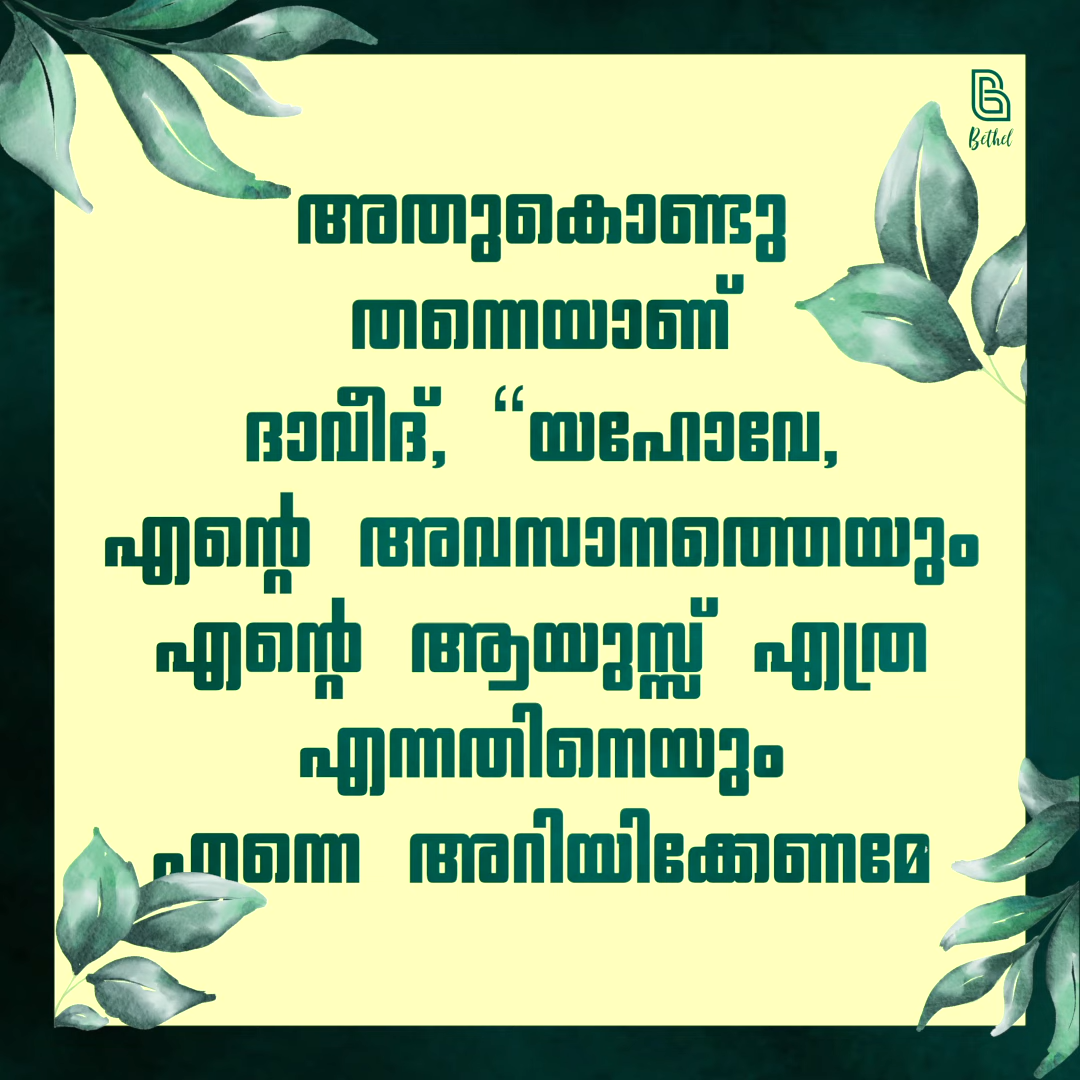 Bethel
അതുകൊണ്ടു
തന്നെയാണ്
ദാവീദ്, “യഹോവേ,
എന്റെ അവസാനത്തെയും
എന്റെ ആയുസ്സ് എത്ര
എന്നതിനെയും
എന്നെ അറിയിക്കേണമേ